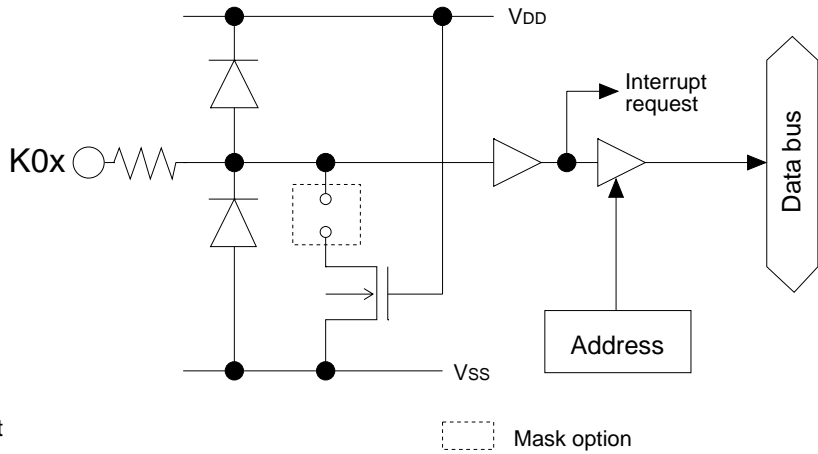 VDD
Interrupt
request
K0x
Data bus
Address
VSS
t
Mask option